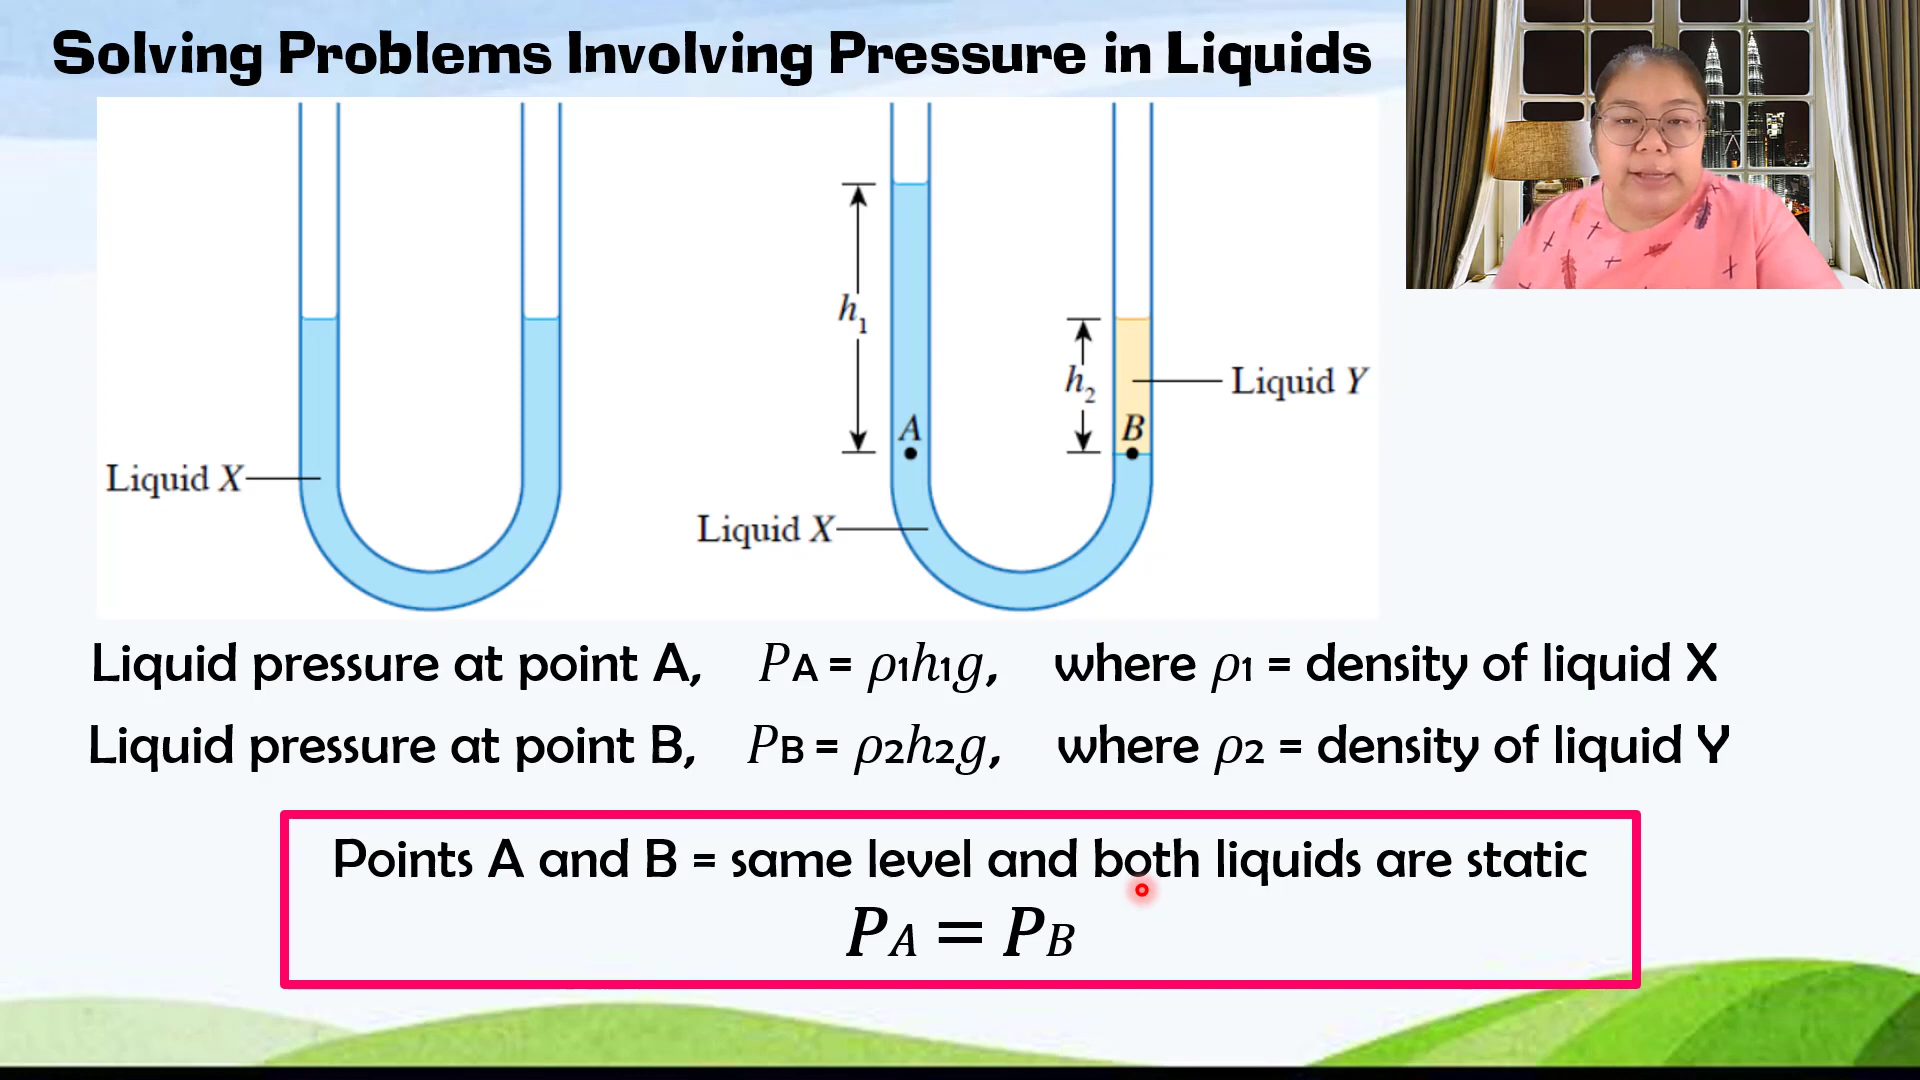 Solving Problems Involving Pressure in Liquids
Liquid X
h₁
A
Liquid X
h₂
B
Liquid Y
Liquid pressure at point A, PA = ρ1h1g, where ρ1 = density of liquid X
Liquid pressure at point B, PB = ρ2h2g, where ρ2 = density of liquid Y
Points A and B = same level and both liquids are static
PA = PB